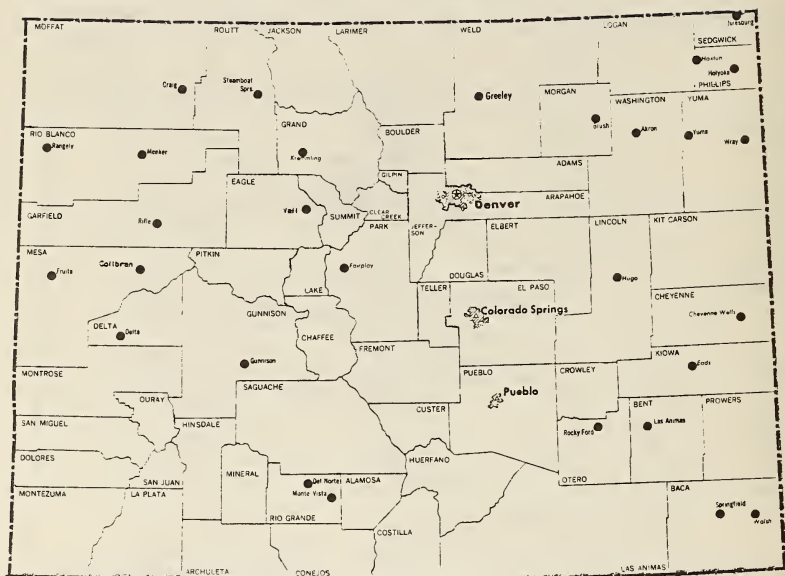 MOFFAT
ROUTT
JACKSON
LARIMER
WELD
LOGAN
SEDGWICK
Haxtun
Holyoke
PHILLIPS
Craig
Steamboat
Sprs.
Greeley
MORGAN
WASHINGTON
YUMA
Brush
Akron
Yuma
Wray
RIO BLANCO
Rangely
Meeker
GRAND
Kremmling
BOULDER
ADAMS
GILPIN
EAGLE
Denver
ARAPAHOE
GARFIELD
Rifle
Vail
SUMMIT
CLEAR
CREEK
PARK
JEFFER-
SON
ELBERT
LINCOLN
KIT CARSON
MESA
Fruita
Collbran
PITKIN
Fairplay
DOUGLAS
Hugo
LAKE
TELLER
EL PASO
CHEYENNE
Cheyenne Wells
GUNNISON
Colorado Springs
DELTA
Delta
CHAFFEE
FREMONT
Gunnison
KIOWA
Eads
MONTROSE
SAGUACHE
PUEBLO
CROWLEY
OURAY
Pueblo
CUSTER
BENT
PROWERS
SAN MIGUEL
HINSDALE
Rocky Ford
Las Animas
DOLORES
MINERAL
HUERFANO
SAN JUAN
Del Norte
ALAMOSA
OTERO
MONTEZUMA
LA PLATA
Monte Vista
BACA
RIO GRANDE
Springfield
Walsh
COSTILLA
ARCHULETA
CONEJOS
LAS ANIMAS